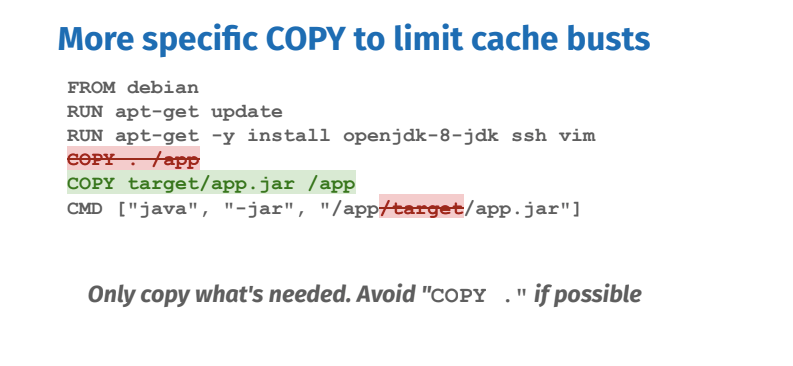 More specific COPY to limit cache busts
FROM debian
RUN apt-get update
RUN apt-get -y install openjdk-8-jdk ssh vim
COPY . /app
COPY target/app.jar /app
CMD ["java", "-jar", "/app/target/app.jar"]
Only copy what's needed. Avoid "COPY ." if possible